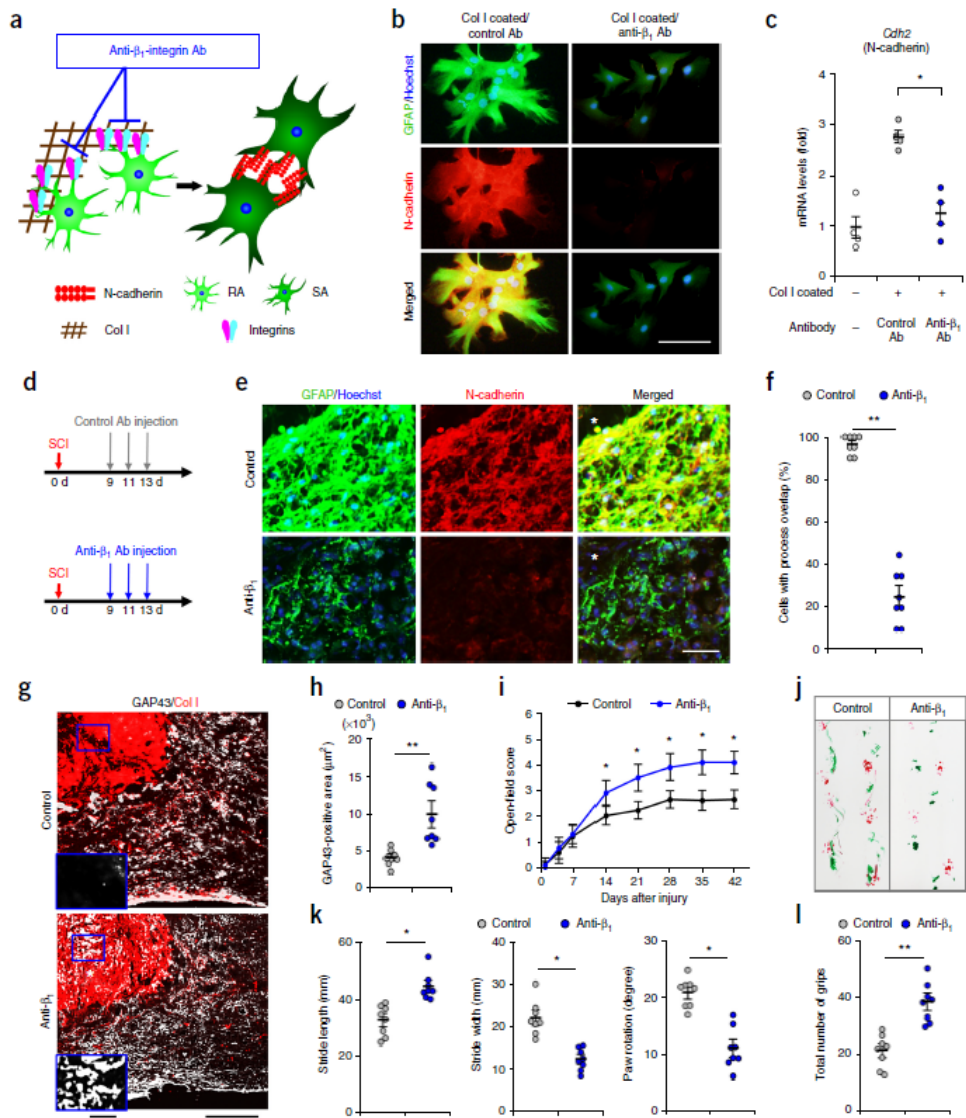 a
Anti-β1-integrin Ab
N-cadherin
RA
SA
Col I
Integrins
b
Col I coated/
control Ab
Col I coated/
anti-β1 Ab
GFAP/Hoechst
N-cadherin
Merged
c
Cdh2
(N-cadherin)
*
mRNA levels (fold)
4
3
2
1
0
Col I coated – + +
Antibody – Control Ab Anti-β1 Ab
d
Control Ab injection
SCI
0 d 9 11 13 d
Anti-β1 Ab injection
SCI
0 d 9 11 13 d
e
GFAP/Hoechst N-cadherin Merged
Control
*
Anti-β1
*
f
Control Anti-β1
**
Cells with process overlap (%)
100
80
60
40
20
0
g
GAP43/Col I
Control
Anti-β1
h
Control Anti-β1
(×10³)
**
GAP43-positive area (μm²)
20
15
10
5
0
i
Control Anti-β1
* * * * *
Open-field score
6
5
4
3
2
1
0
7 14 21 28 35 42
Days after injury
j
Control Anti-β1
k
Control Anti-β1
*
Stride length (mm)
60
40
20
0
*
Stride width (mm)
40
30
20
10
0
*
Paw rotation (degree)
30
20
10
0
l
Control Anti-β1
**
Total number of grips
60
40
20
0